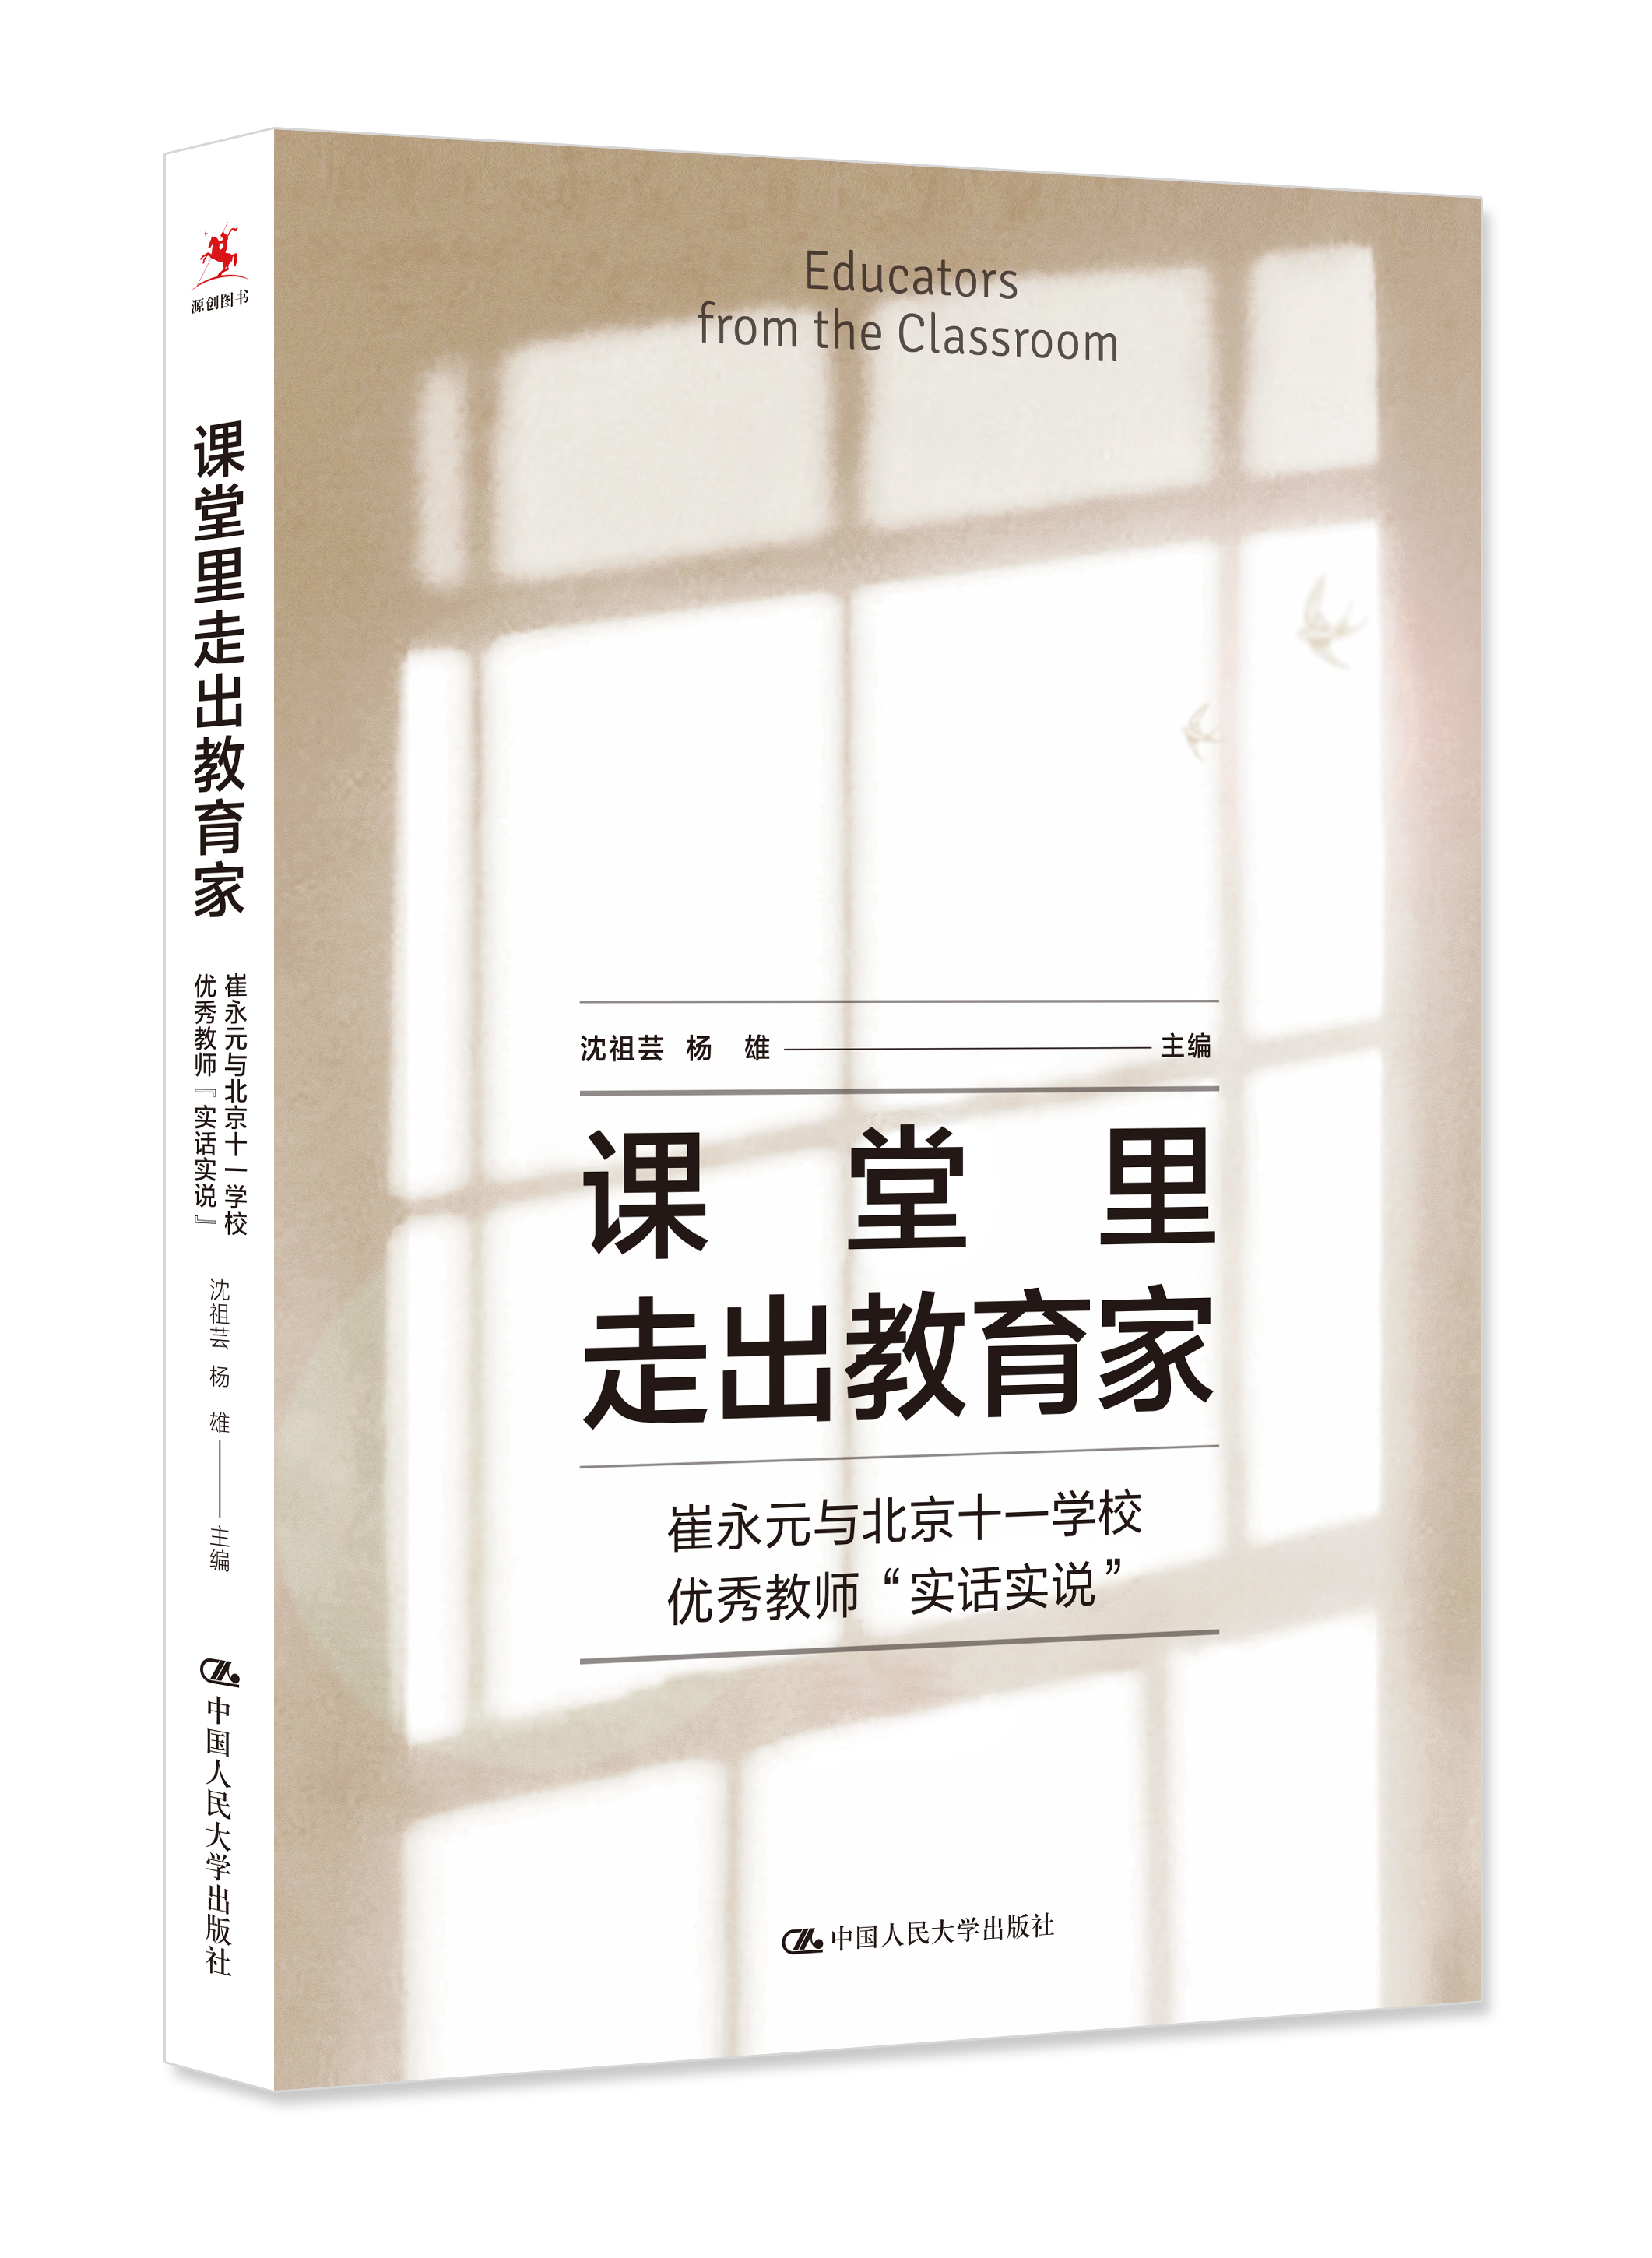 Educators
from the Classroom
沈祖芸 杨 雄 主编
课堂里
走出教育家
崔永元与北京十一学校
优秀教师“实话实说”
中国人民大学出版社
源创图书
课堂里走出教育家
崔永元与北京十一学校
优秀教师『实话实说』
沈祖芸 杨 雄 主编
中国人民大学出版社